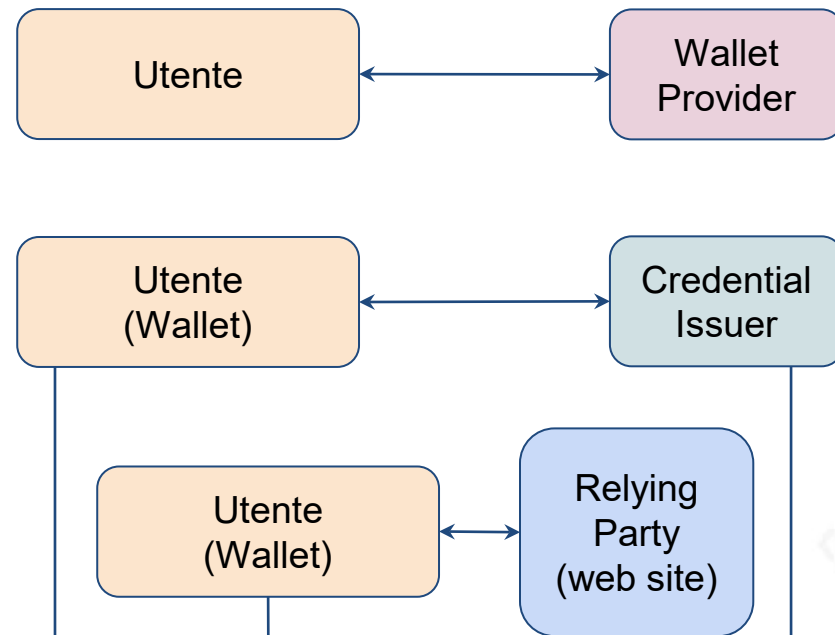 Utente
Wallet
Provider
Utente
(Wallet)
Credential
Issuer
Utente
(Wallet)
Relying
Party
(web site)